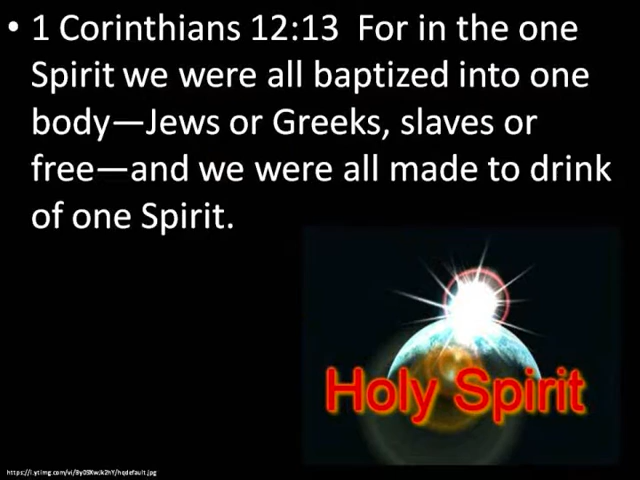 • 1 Corinthians 12:13  For in the one
Spirit we were all baptized into one
body—Jews or Greeks, slaves or
free—and we were all made to drink
of one Spirit.
Holy Spirit